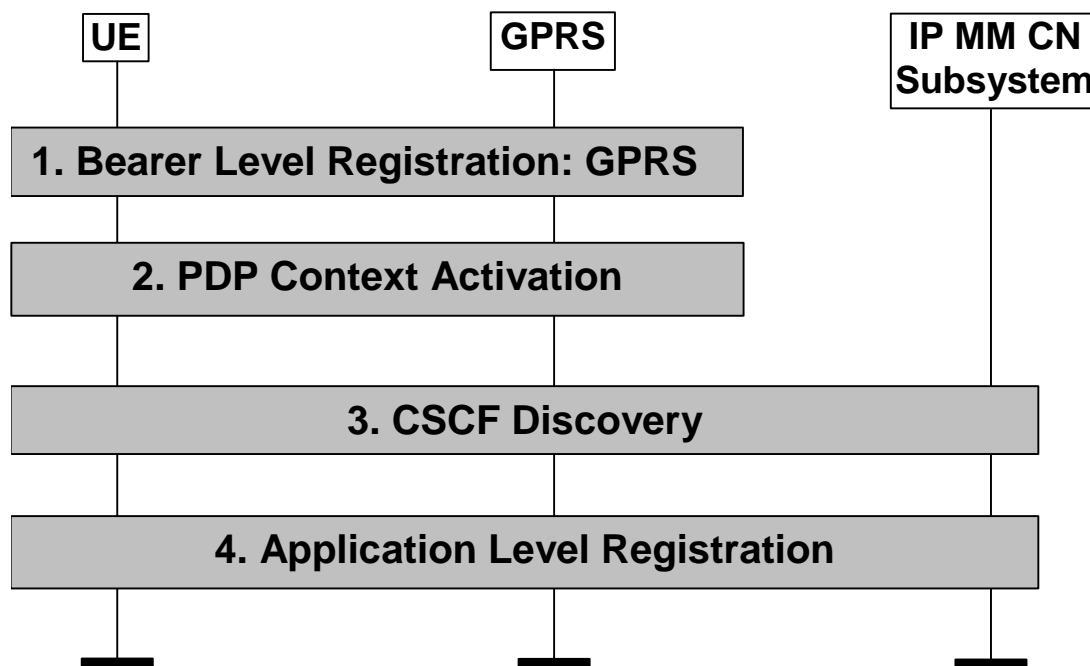 UE
GPRS
IP MM CN
Subsystem
1. Bearer Level Registration: GPRS
2. PDP Context Activation
3. CSCF Discovery
4. Application Level Registration